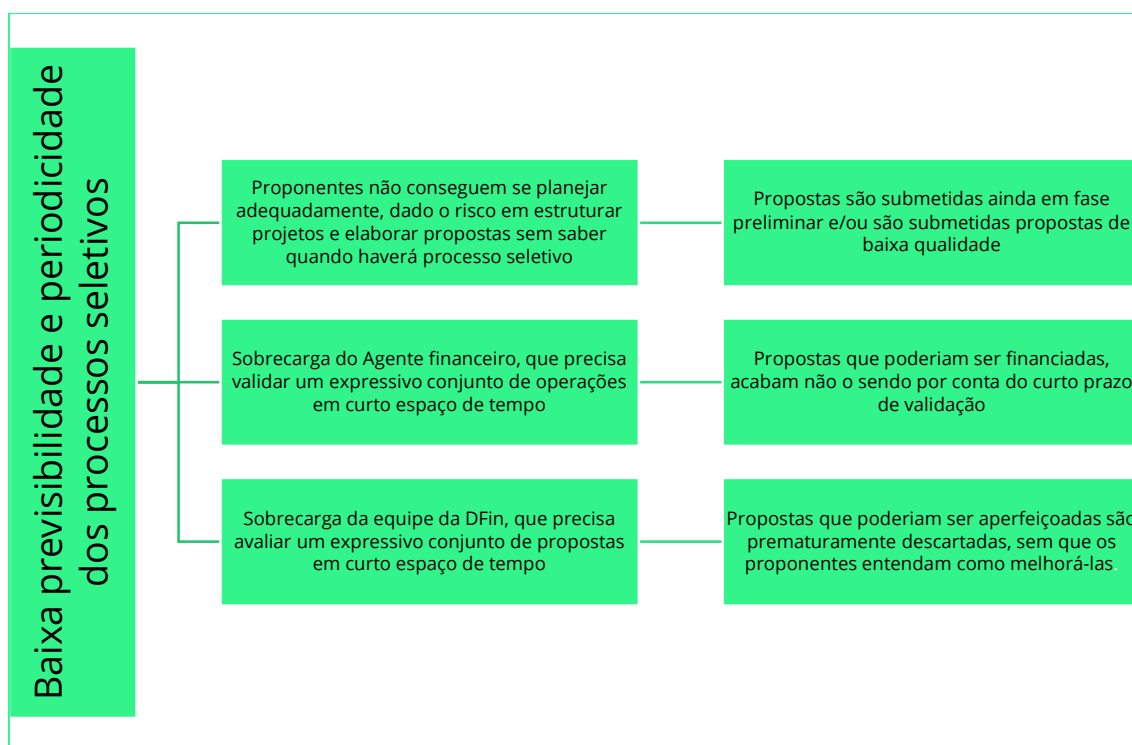 Baixa previsibilidade e periodicidade
dos processos seletivos
Proponentes não conseguem se planejar
adequadamente, dado o risco em estruturar
projetos e elaborar propostas sem saber
quando haverá processo seletivo
Propostas são submetidas ainda em fase
preliminar e/ou são submetidas propostas de
baixa qualidade
Sobrecarga do Agente financeiro, que precisa
validar um expressivo conjunto de operações
em curto espaço de tempo
Propostas que poderiam ser financiadas,
acabam não o sendo por conta do curto prazo
de validação
Sobrecarga da equipe da DFin, que precisa
avaliar um expressivo conjunto de propostas
em curto espaço de tempo
Propostas que poderiam ser aperfeiçoadas são
prematuramente descartadas, sem que os
proponentes entendam como melhorá-las.